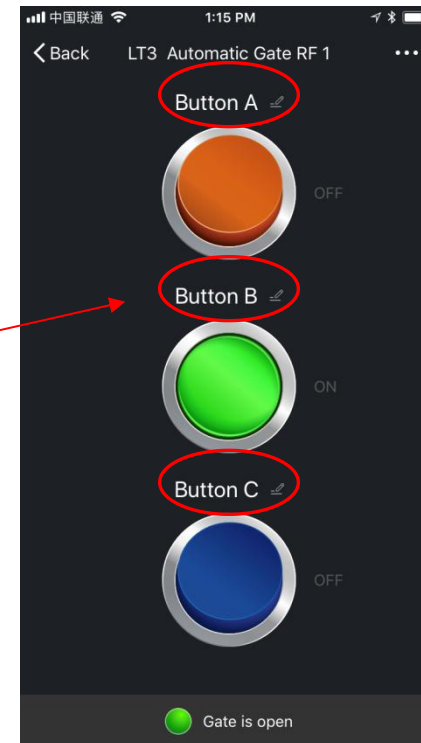 中国联通 1:15 PM
Back LT3 Automatic Gate RF 1
Button A
OFF
Button B
ON
Button C
OFF
Gate is open